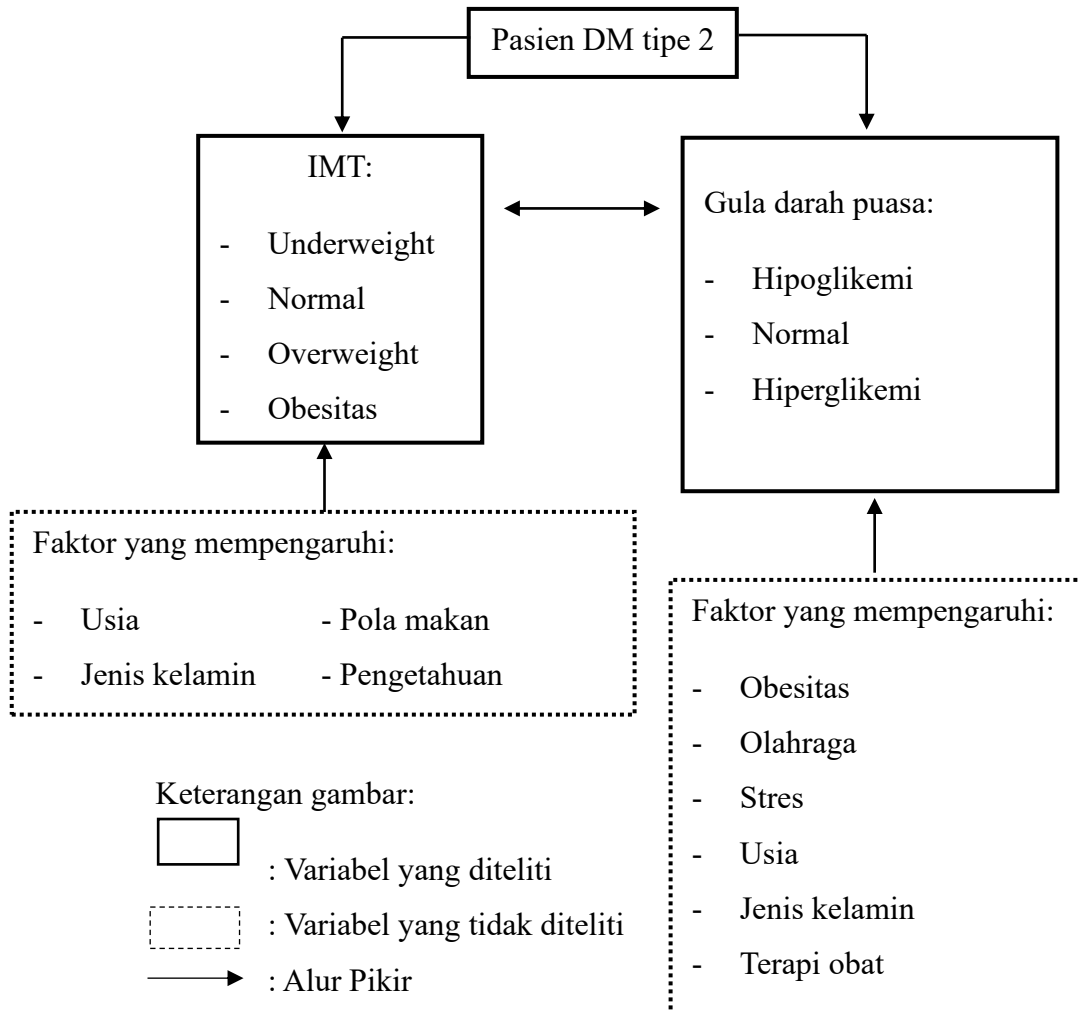 Pasien DM tipe 2
IMT:
- Underweight
- Normal
- Overweight
- Obesitas
Gula darah puasa:
- Hipoglikemi
- Normal
- Hiperglikemi
Faktor yang mempengaruhi:
- Usia - Pola makan
- Jenis kelamin - Pengetahuan
Faktor yang mempengaruhi:
- Obesitas
- Olahraga
- Stres
- Usia
- Jenis kelamin
- Terapi obat
Keterangan gambar:
: Variabel yang diteliti
: Variabel yang tidak diteliti
: Alur Pikir